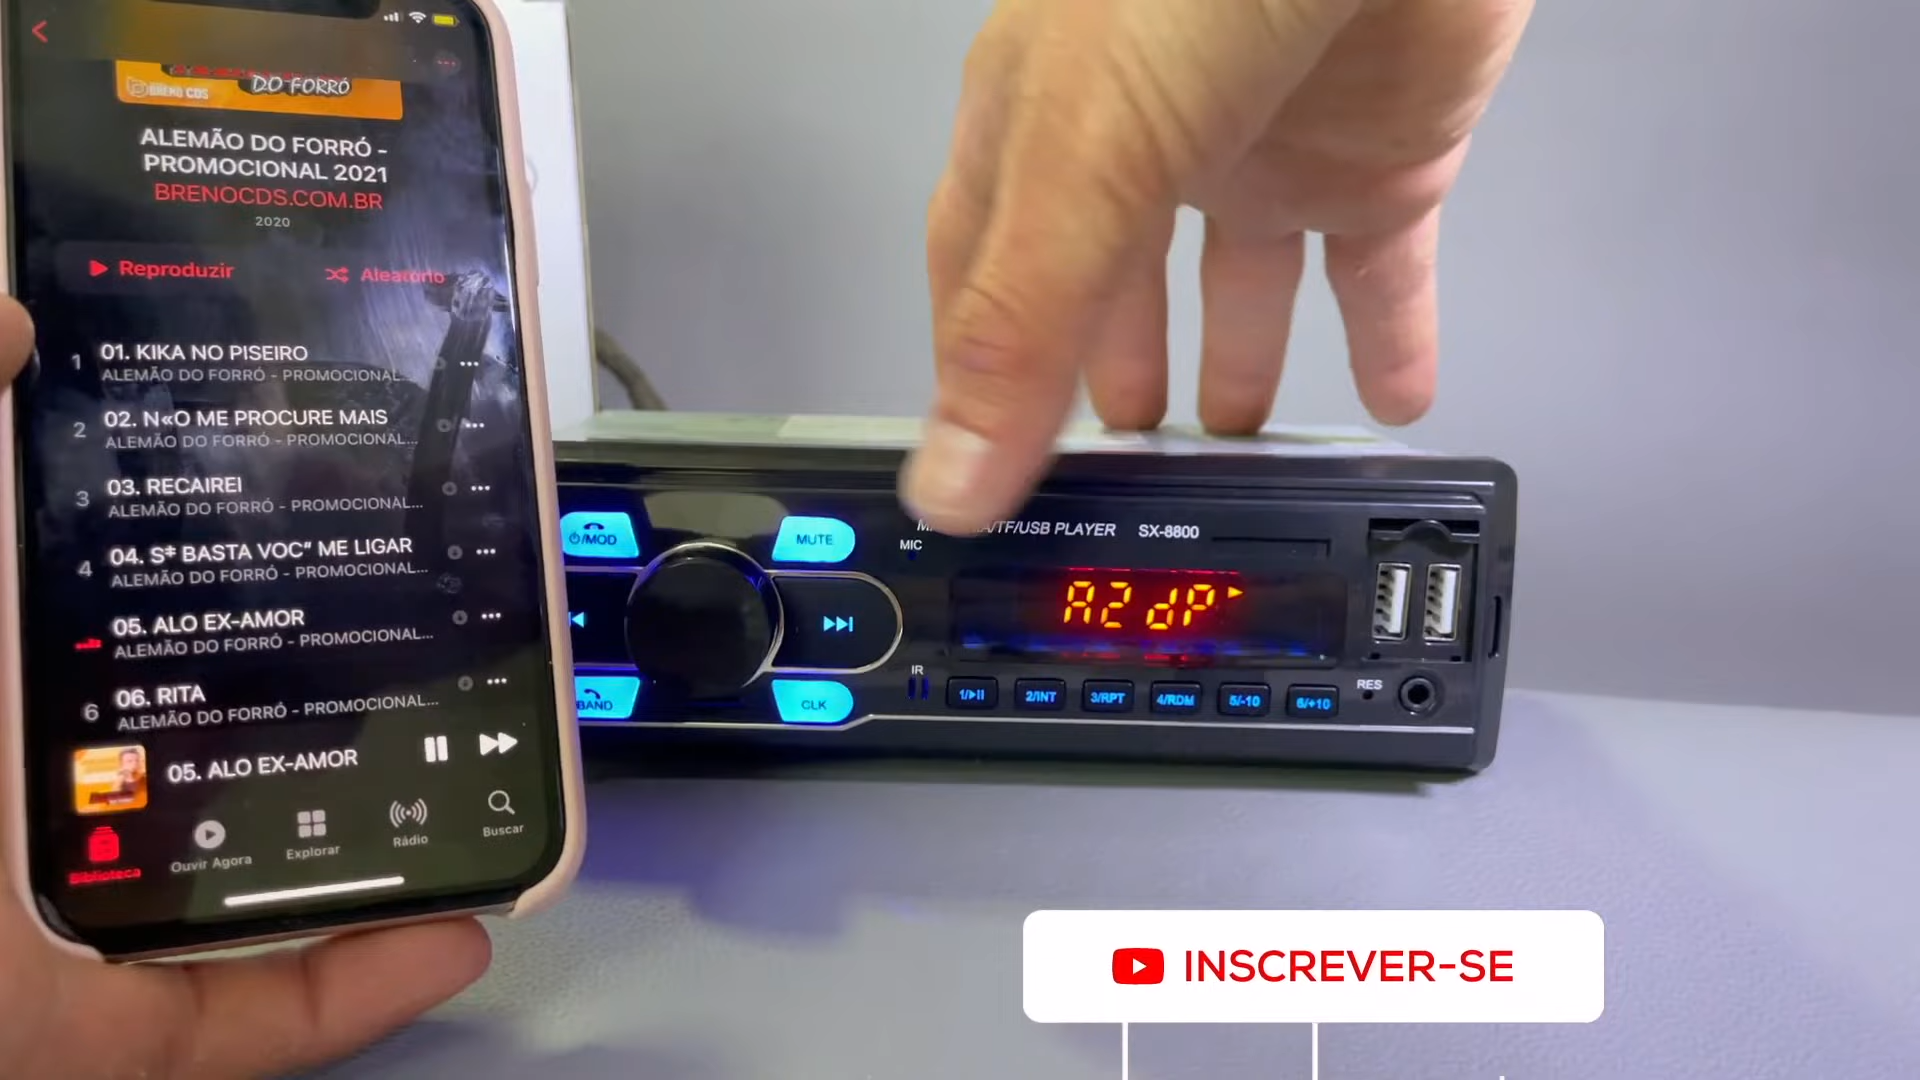 DO FORRÓ
BRENO CDS
ALEMÃO DO FORRÓ -
PROMOCIONAL 2021
BRENOCDS.COM.BR
2020
Reproduzir
Aleatório
1
01. KIKA NO PISEIRO
ALEMÃO DO FORRÓ - PROMOCIONAL...
2
02. N«O ME PROCURE MAIS
ALEMÃO DO FORRÓ - PROMOCIONAL...
3
03. RECAIREI
ALEMÃO DO FORRÓ - PROMOCIONAL...
4
04. S‡ BASTA VOC" ME LIGAR
ALEMÃO DO FORRÓ - PROMOCIONAL...
05. ALO EX-AMOR
ALEMÃO DO FORRÓ - PROMOCIONAL...
6
06. RITA
ALEMÃO DO FORRÓ - PROMOCIONAL...
05. ALO EX-AMOR
Biblioteca
Ouvir Agora
Explorar
Rádio
Buscar
/TF/USB PLAYER SX-8800
MIC
/MOD
MUTE
A2dP
IR
BAND
CLK
1/
2/INT
3/RPT
4/RDM
5/-10
6/+10
RES
INSCREVER-SE